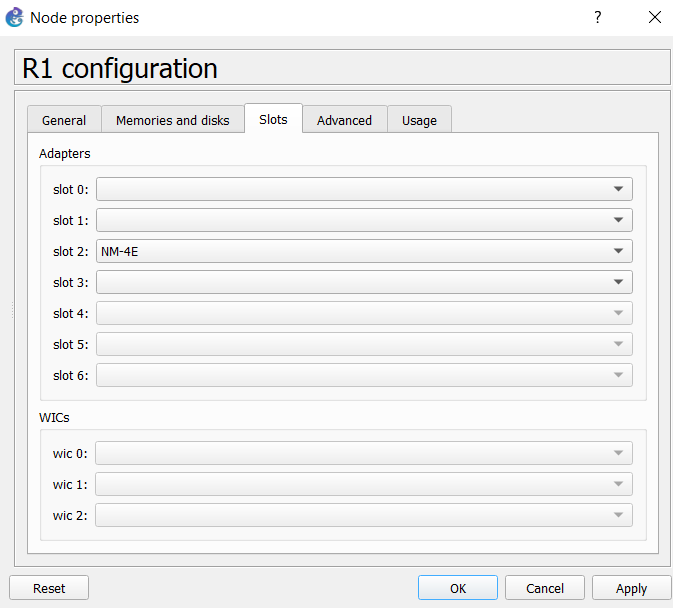 Node properties
R1 configuration
General Memories and disks Slots Advanced Usage
Adapters
slot 0:
slot 1:
slot 2: NM-4E
slot 3:
slot 4:
slot 5:
slot 6:
WICs
wic 0:
wic 1:
wic 2:
Reset OK Cancel Apply